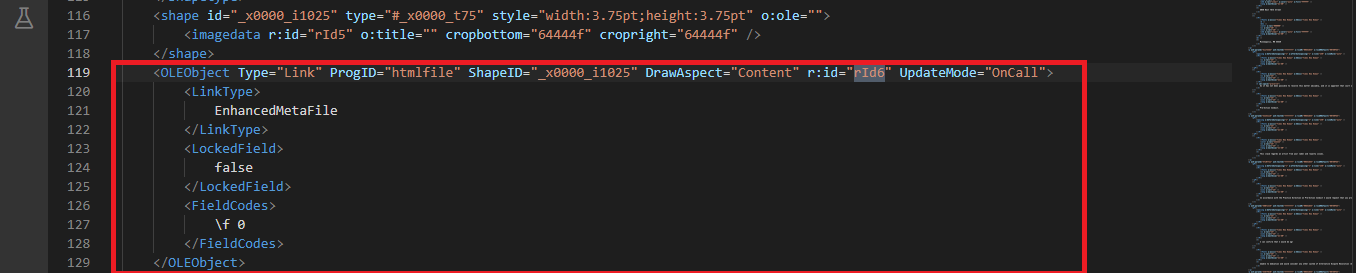 116 <shape id="_x0000_i1025" type="#_x0000_t75" style="width:3.75pt;height:3.75pt" o:ole="">
117 <imagedata r:id="rId5" o:title="" cropbottom="64444f" cropright="64444f" />
118 </shape>
119 <OLEObject Type="Link" ProgID="htmlfile" ShapeID="_x0000_i1025" DrawAspect="Content" r:id="rId6" UpdateMode="OnCall">
120 <LinkType>
121 EnhancedMetaFile
122 </LinkType>
123 <LockedField>
124 false
125 </LockedField>
126 <FieldCodes>
127 \f 0
128 </FieldCodes>
129 </OLEObject>